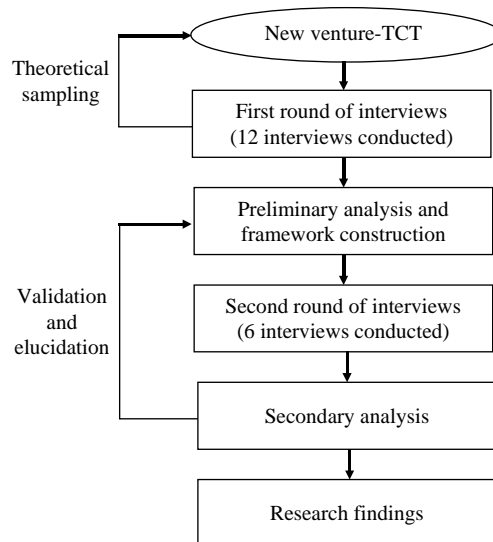 New venture-TCT
Theoretical
sampling
First round of interviews
(12 interviews conducted)
Preliminary analysis and
framework construction
Validation
and
elucidation
Second round of interviews
(6 interviews conducted)
Secondary analysis
Research findings